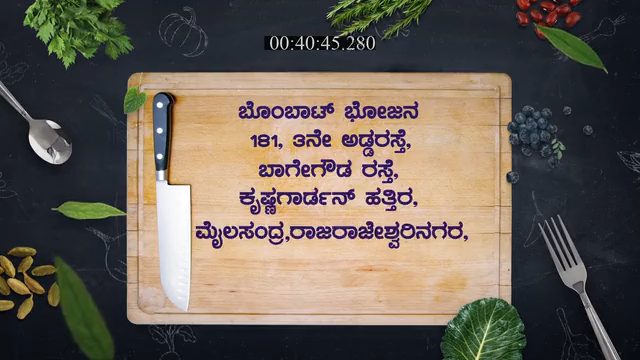 00:40:45.280
ಬೊಂಬಾಟ್ ಭೋಜನ
181, 3ನೇ ಅಡ್ಡರಸ್ತೆ,
ಬಾಗೇಗೌಡ ರಸ್ತೆ,
ಕೃಷ್ಣಗಾರ್ಡನ್ ಹತ್ತಿರ,
ಮೈಲಸಂದ್ರ,ರಾಜರಾಜೇಶ್ವರಿನಗರ,